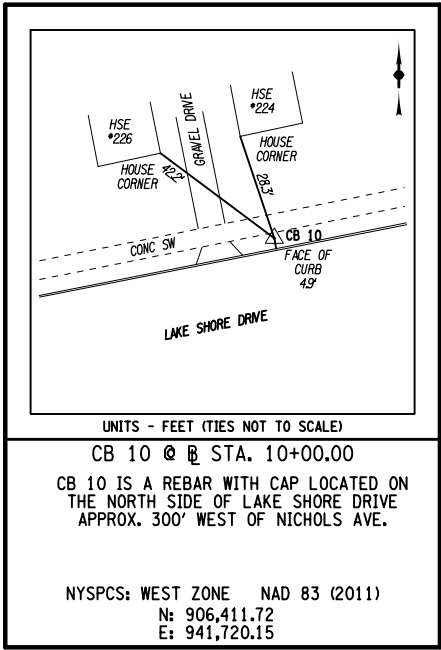 HSE
#226
GRAVEL DRIVE
HSE
#224
HOUSE
CORNER
42.2'
HOUSE
CORNER
28.3'
CONC SW
CB 10
FACE OF
CURB
4.9'
LAKE SHORE DRIVE
UNITS - FEET (TIES NOT TO SCALE)
CB 10 @ BL STA. 10+00.00
CB 10 IS A REBAR WITH CAP LOCATED ON
THE NORTH SIDE OF LAKE SHORE DRIVE
APPROX. 300' WEST OF NICHOLS AVE.
NYSPCS: WEST ZONE NAD 83 (2011)
N: 906,411.72
E: 941,720.15